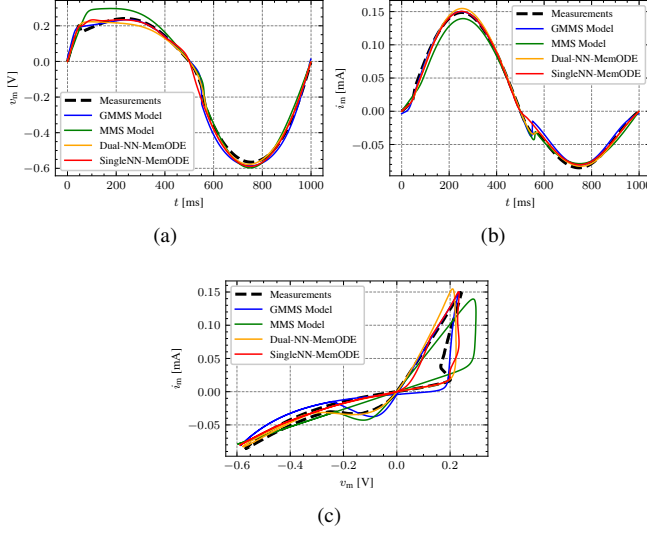 0.2
0.0
−0.2
−0.4
−0.6
v_m [V]
Measurements
GMMS Model
MMS Model
Dual-NN-MemODE
SingleNN-MemODE
0 200 400 600 800 1000
t [ms]
(a)
0.15
0.10
0.05
0.00
−0.05
i_m [mA]
Measurements
GMMS Model
MMS Model
Dual-NN-MemODE
SingleNN-MemODE
0 200 400 600 800 1000
t [ms]
(b)
0.15
0.10
0.05
0.00
−0.05
i_m [mA]
Measurements
GMMS Model
MMS Model
Dual-NN-MemODE
SingleNN-MemODE
−0.6 −0.4 −0.2 0.0 0.2
v_m [V]
(c)